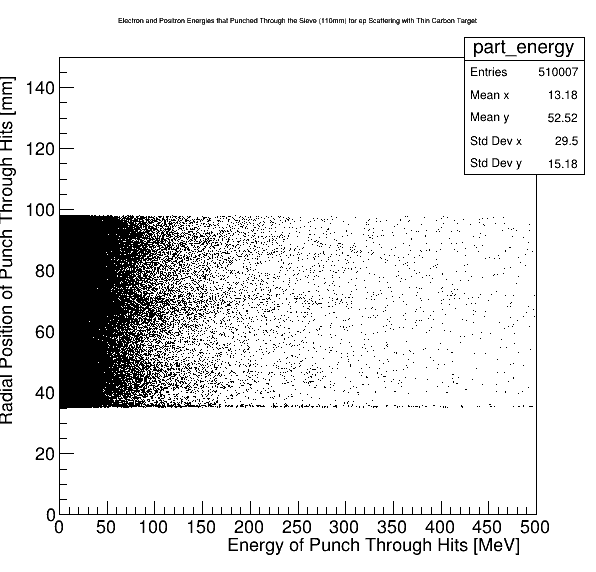 Electron and Positron Energies that Punched Through the Sieve (110mm) for ep Scattering with Thin Carbon Target
part_energy
Entries 510007
Mean x 13.18
Mean y 52.52
Std Dev x 29.5
Std Dev y 15.18
Radial Position of Punch Through Hits [mm]
140
120
100
80
60
40
20
0
0 50 100 150 200 250 300 350 400 450 500
Energy of Punch Through Hits [MeV]